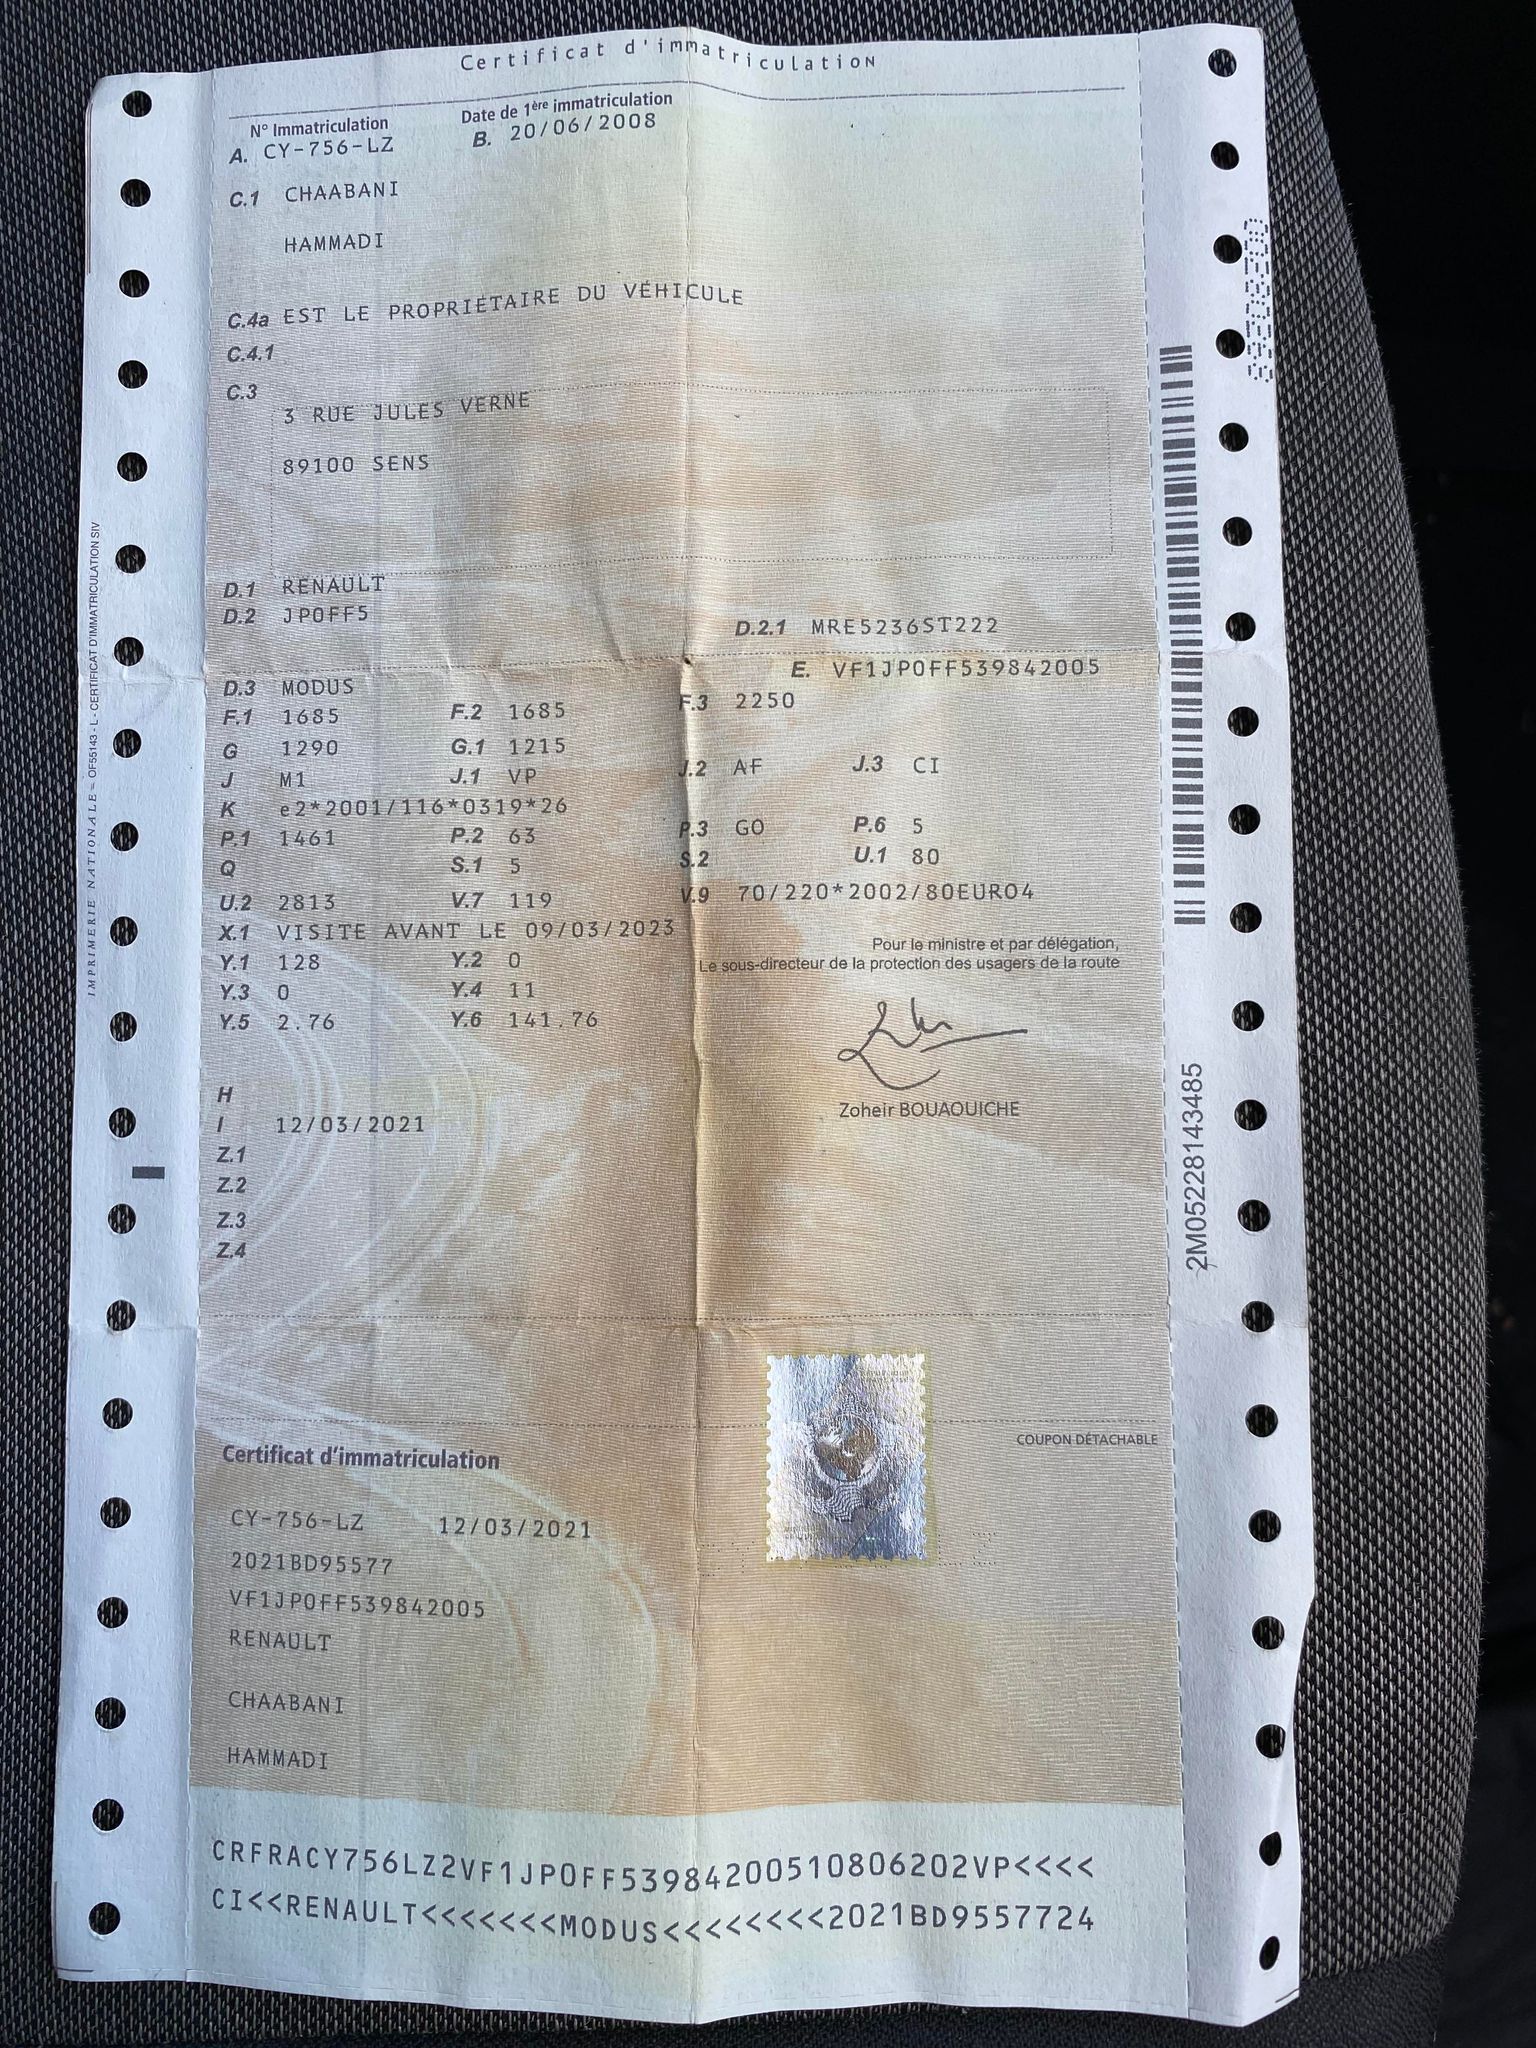 Certificat d'immatriculation
N° Immatriculation Date de 1ère immatriculation
A. CY-756-LZ B. 20/06/2008
C.1 CHAABANI
HAMMADI
C.4a EST LE PROPRIÉTAIRE DU VÉHICULE
C.4.1
C.3
3 RUE JULES VERNE
89100 SENS
D.1 RENAULT
D.2 JP0FF5
D.2.1 MRE5236ST222
E. VF1JP0FF539842005
D.3 MODUS
F.1 1685 F.2 1685 F.3 2250
G 1290 G.1 1215
J M1 J.1 VP J.2 AF J.3 CI
K e2*2001/116*0319*26
P.1 1461 P.2 63 P.3 GO P.6 5
Q S.1 5 S.2 U.1 80
U.2 2813 V.7 119 V.9 70/220*2002/80EURO4
X.1 VISITE AVANT LE 09/03/2023
Y.1 128 Y.2 0
Y.3 0 Y.4 11
Y.5 2.76 Y.6 141.76
Pour le ministre et par délégation,
Le sous-directeur de la protection des usagers de la route
Zoheir BOUAOUICHE
H
I 12/03/2021
Z.1
Z.2
Z.3
Z.4
COUPON DÉTACHABLE
Certificat d'immatriculation
CY-756-LZ 12/03/2021
2021BD95577
VF1JP0FF539842005
RENAULT
CHAABANI
HAMMADI
CRFRACY756LZ2VF1JP0FF53984200510806202VP<<<<
CI<<RENAULT<<<<<<<MODUS<<<<<<<<2021BD9557724
IMPRIMERIE NATIONALE – OF55143 - L - CERTIFICAT D'IMMATRICULATION SIV
2M05228143485